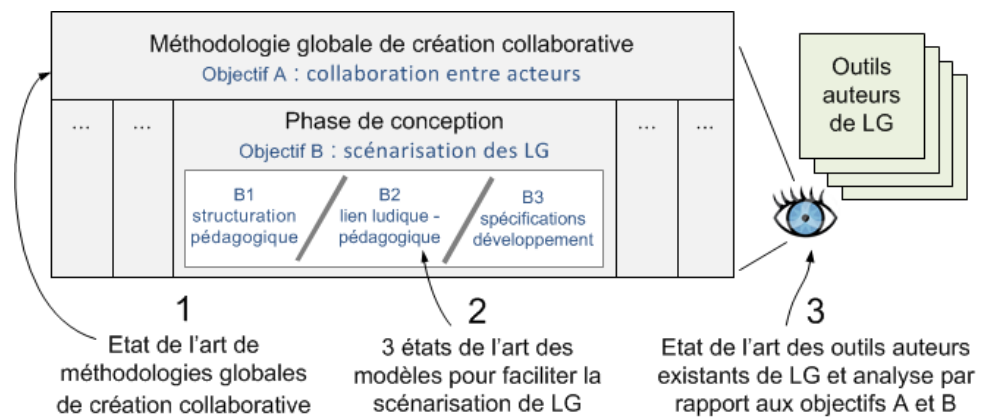 Méthodologie globale de création collaborative
Objectif A : collaboration entre acteurs
... ... Phase de conception ... ...
Objectif B : scénarisation des LG
B1
structuration
pédagogique
B2
lien ludique -
pédagogique
B3
spécifications
développement
Outils
auteurs
de LG
1
Etat de l'art de
méthodologies globales
de création collaborative
2
3 états de l'art des
modèles pour faciliter la
scénarisation de LG
3
Etat de l'art des outils auteurs
existants de LG et analyse par
rapport aux objectifs A et B